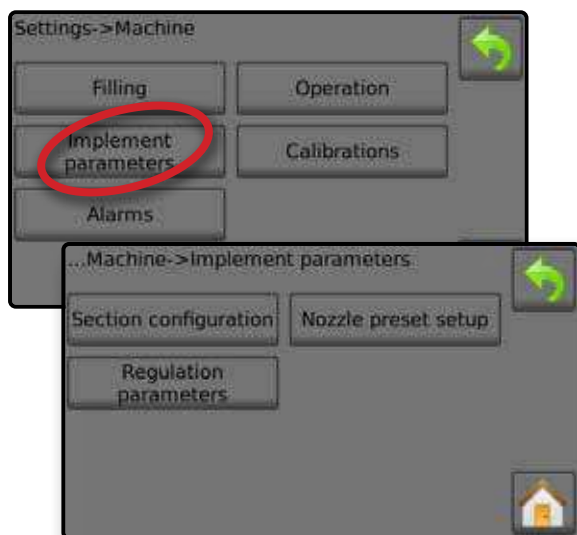 Settings->Machine
Filling
Operation
Implement
parameters
Calibrations
Alarms
...Machine->Implement parameters
Section configuration
Nozzle preset setup
Regulation
parameters